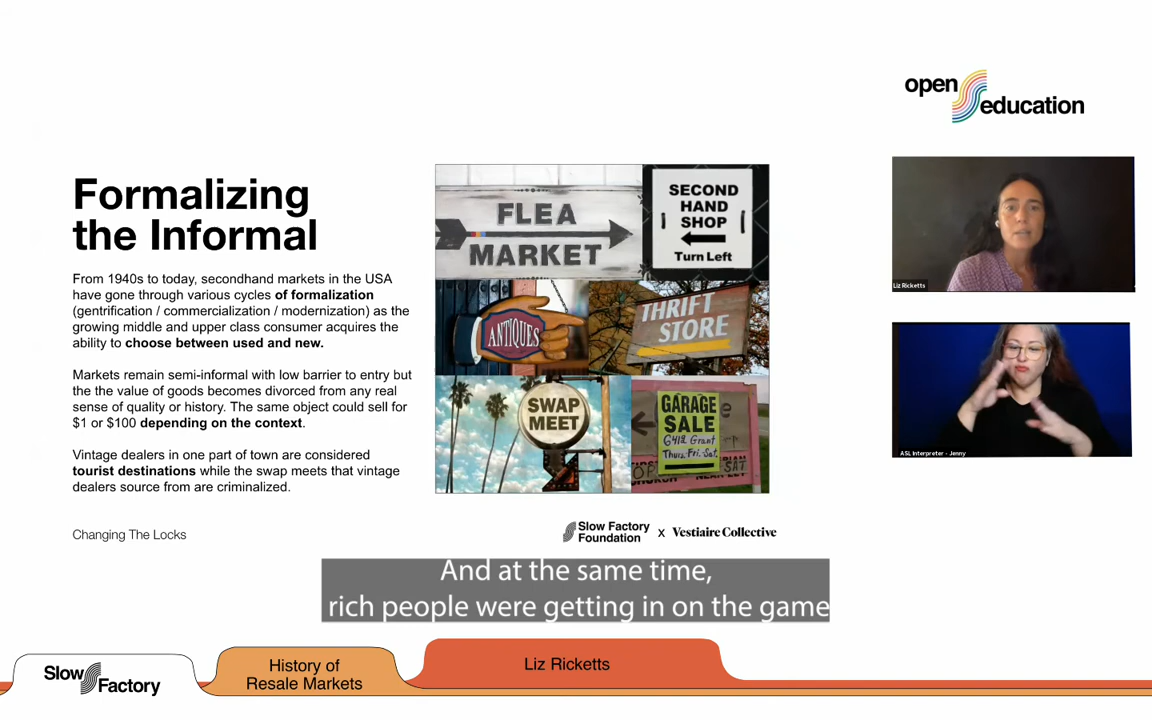 open
education
Formalizing
the Informal
From 1940s to today, secondhand markets in the USA
have gone through various cycles of formalization
(gentrification / commercialization / modernization) as the
growing middle and upper class consumer acquires the
ability to choose between used and new.
Markets remain semi-informal with low barrier to entry but
the the value of goods becomes divorced from any real
sense of quality or history. The same object could sell for
$1 or $100 depending on the context.
Vintage dealers in one part of town are considered
tourist destinations while the swap meets that vintage
dealers source from are criminalized.
Changing The Locks
FLEA
MARKET
SECOND
HAND
SHOP
Turn Left
ANTIQUES
THRIFT
STORE
SWAP
MEET
GARAGE
SALE
Thurs. Fri. Sat.
SAT
Slow Factory
Foundation
x Vestiaire Collective
Liz Ricketts
ASL Interpreter - Jenny
And at the same time,
rich people were getting in on the game
Slow
Factory
History of
Resale Markets
Liz Ricketts